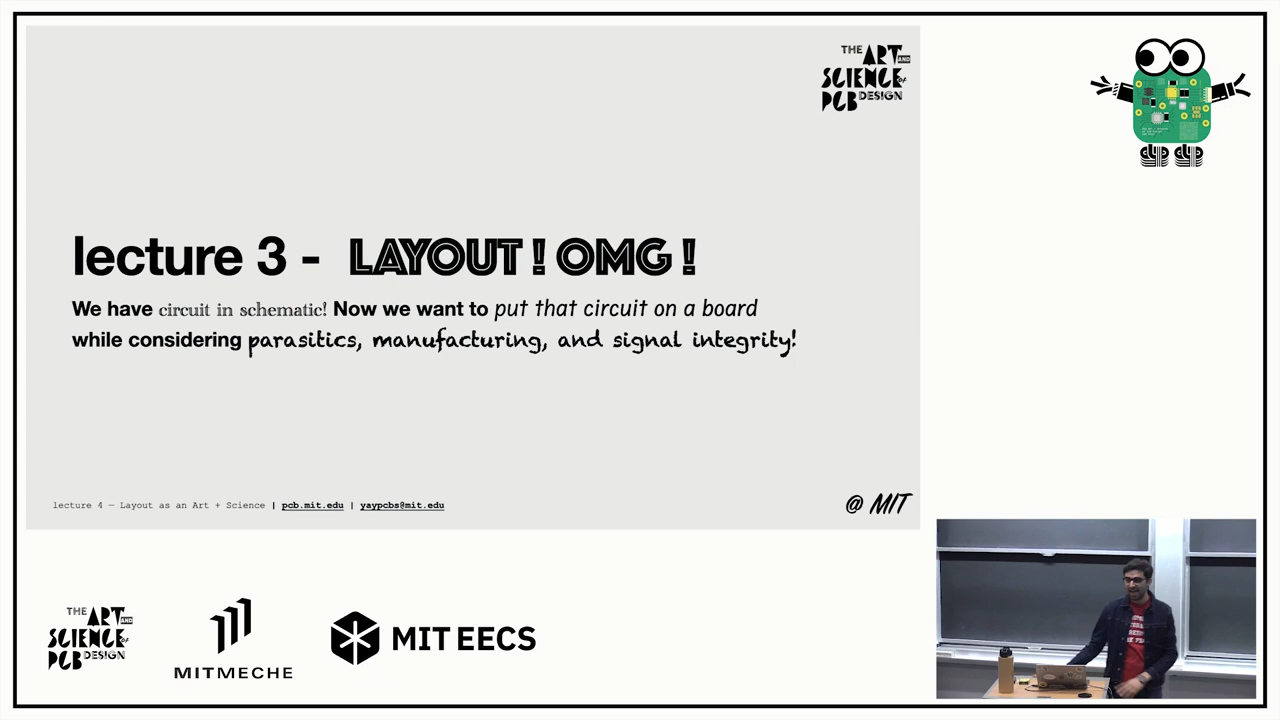 THE ART AND
SCIENCE of
PCB DESIGN
lecture 3 - LAYOUT ! OMG !
We have circuit in schematic! Now we want to put that circuit on a board
while considering parasitics, manufacturing, and signal integrity!
lecture 4 — Layout as an Art + Science | pcb.mit.edu | yaypcbs@mit.edu
@ MIT
THE ART AND
SCIENCE of
PCB DESIGN
MITMECHE
MIT EECS